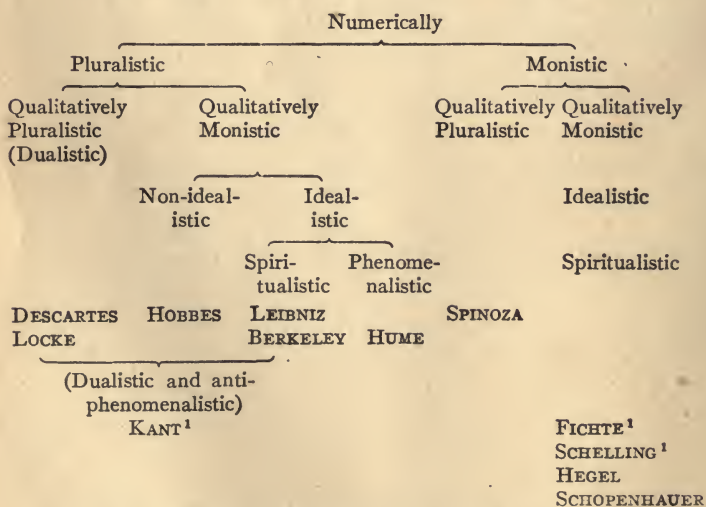 Numerically
Pluralistic Monistic
Qualitatively Qualitatively Qualitatively Qualitatively
Pluralistic Monistic Pluralistic Monistic
(Dualistic)
Non-ideal- Ideal- Idealistic
istic istic
Spiri- Phenome- Spiritualistic
tualistic nalistic
DESCARTES HOBBES LEIBNIZ SPINOZA
LOCKE BERKELEY HUME
(Dualistic and anti-
phenomenalistic)
KANT¹ FICHTE¹
SCHELLING¹
HEGEL
SCHOPENHAUER